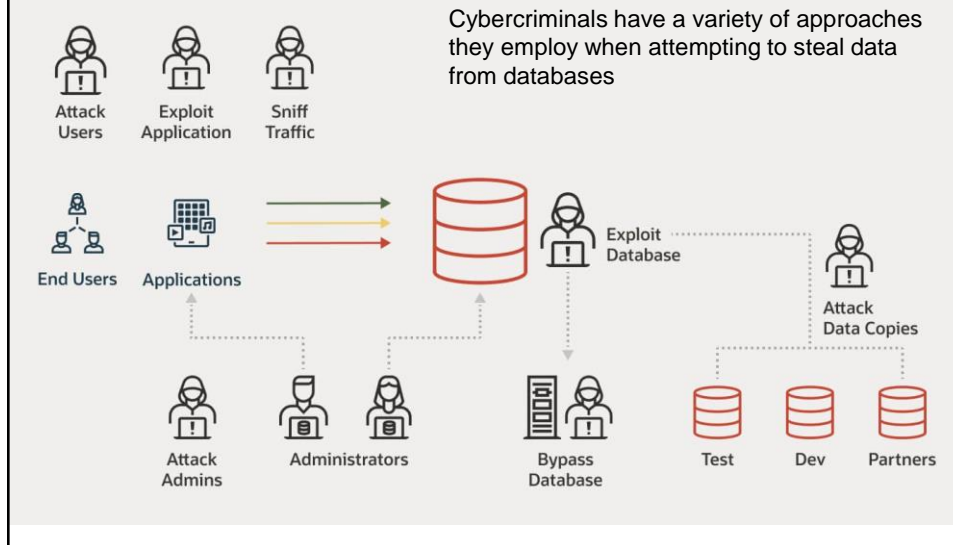 Cybercriminals have a variety of approaches
they employ when attempting to steal data
from databases
Attack
Users
Exploit
Application
Sniff
Traffic
End Users
Applications
Exploit
Database
Attack
Data Copies
Attack
Admins
Administrators
Bypass
Database
Test
Dev
Partners